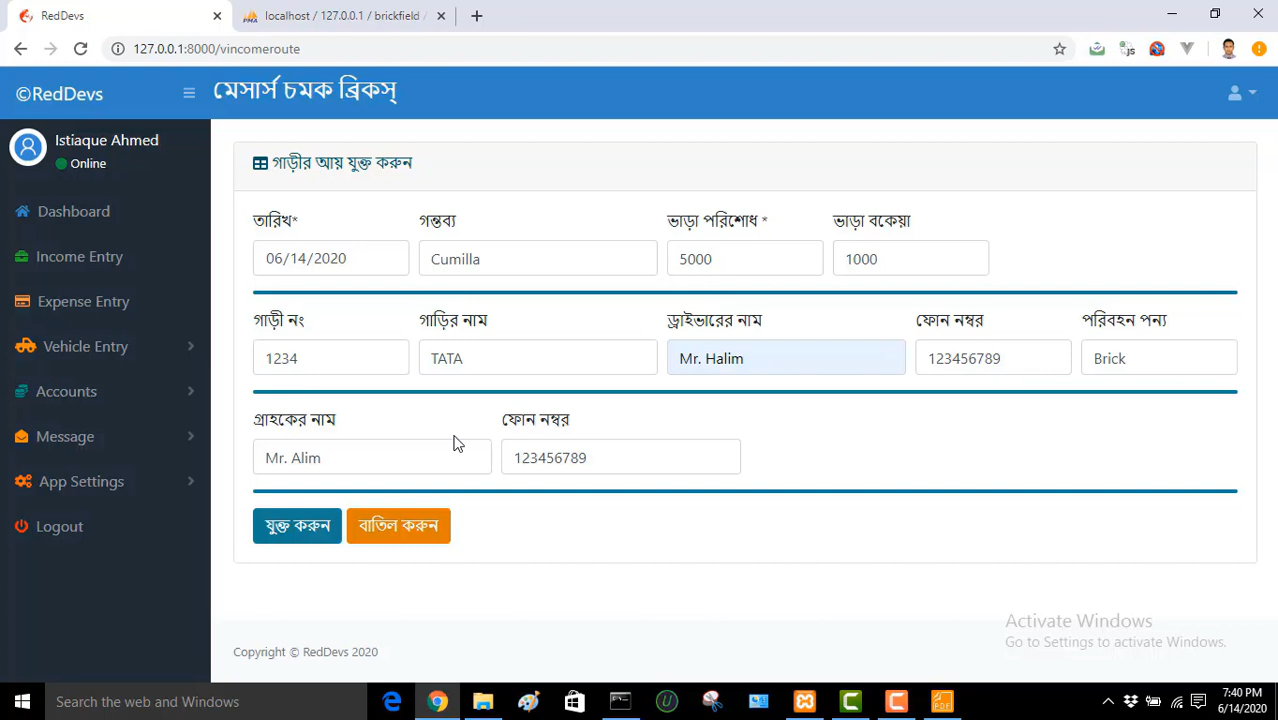 RedDevs
localhost / 127.0.0.1 / brickfield /
127.0.0.1:8000/vincomeroute
©RedDevs
মেসার্স চমক ব্রিকস্
Istiaque Ahmed
Online
Dashboard
Income Entry
Expense Entry
Vehicle Entry
Accounts
Message
App Settings
Logout
গাড়ীর আয় যুক্ত করুন
তারিখ* গন্তব্য ভাড়া পরিশোধ * ভাড়া বকেয়া
06/14/2020 Cumilla 5000 1000
গাড়ী নং গাড়ির নাম ড্রাইভারের নাম ফোন নম্বর পরিবহন পন্য
1234 TATA Mr. Halim 123456789 Brick
গ্রাহকের নাম ফোন নম্বর
Mr. Alim 123456789
যুক্ত করুন বাতিল করুন
Activate Windows
Go to Settings to activate Windows.
Copyright © RedDevs 2020
Search the web and Windows
7:40 PM
6/14/2020